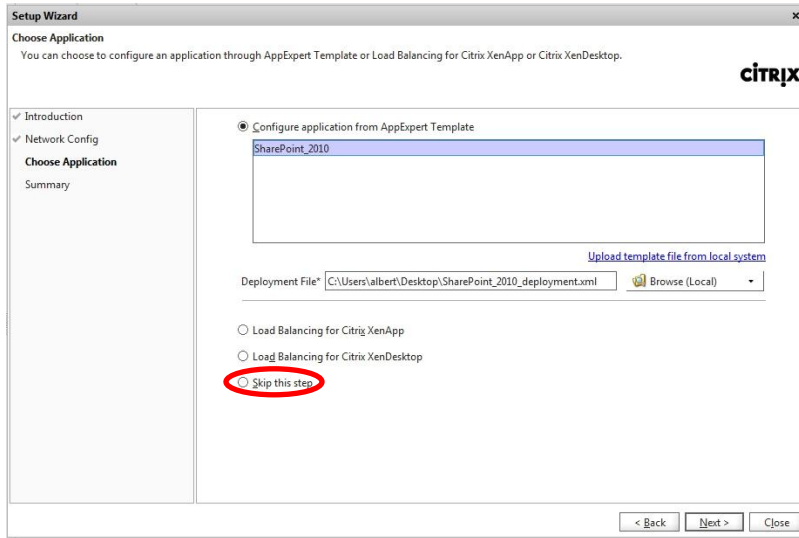 Setup Wizard
x
Choose Application
You can choose to configure an application through AppExpert Template or Load Balancing for Citrix XenApp or Citrix XenDesktop.
CITRIX
Introduction
Network Config
Choose Application
Summary
Configure application from AppExpert Template
SharePoint_2010
Upload template file from local system
Deployment File* C:\Users\albert\Desktop\SharePoint_2010_deployment.xml Browse (Local)
Load Balancing for Citrix XenApp
Load Balancing for Citrix XenDesktop
Skip this step
< Back Next > Close